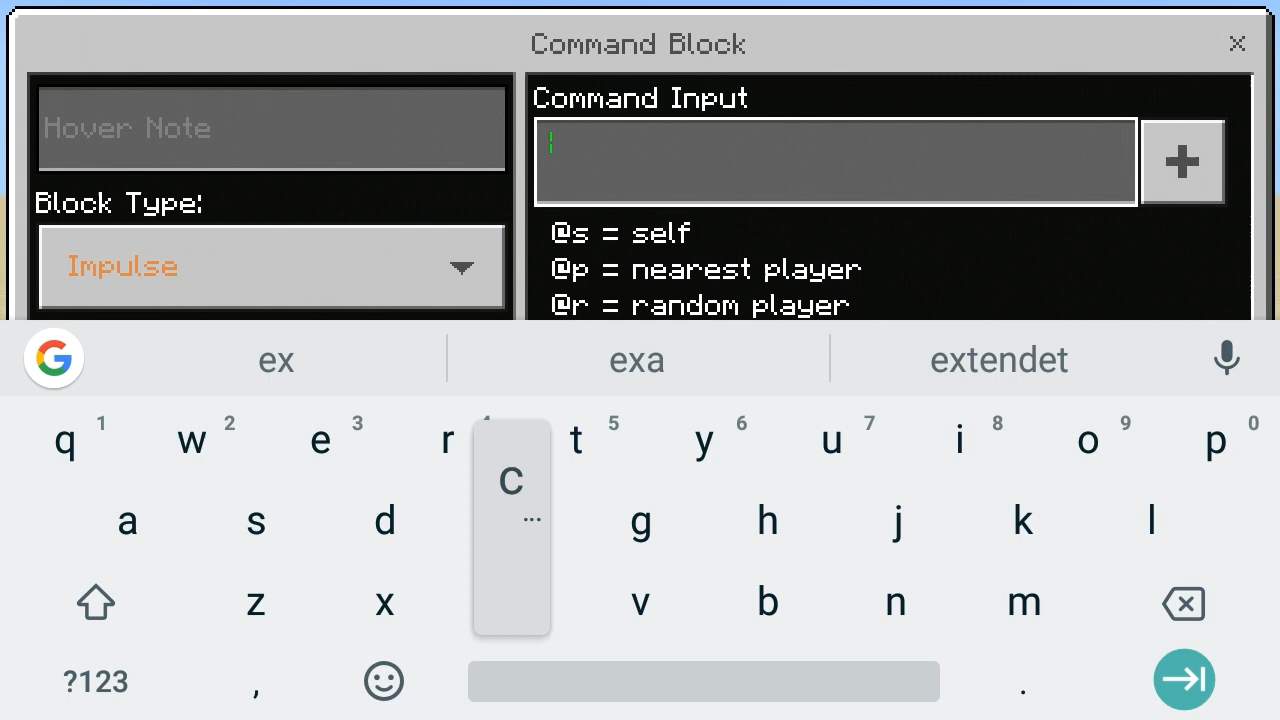 Command Block
Hover Note
Block Type:
Impulse
Command Input
@s = self
@p = nearest player
@r = random player
G ex exa extendet
q 1 w 2 e 3 r t 5 y 6 u 7 i 8 o 9 p 0
a s d g h j k l
c ...
z x v b n m
?123 , .